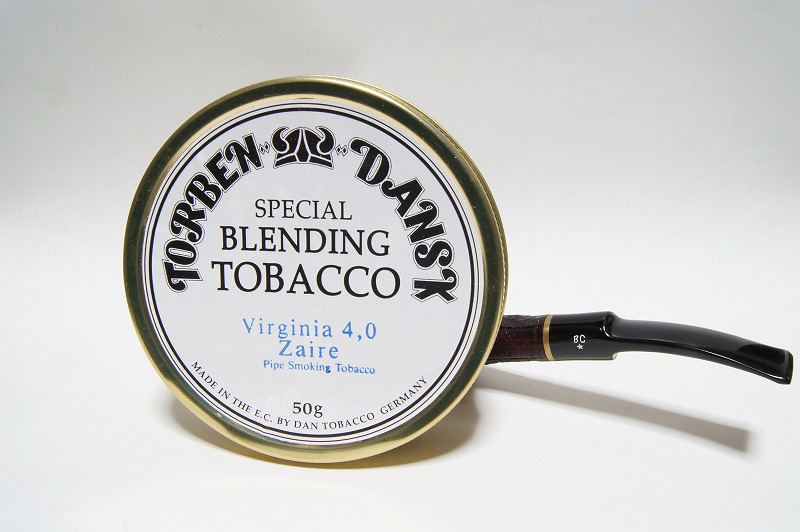 TORBEN DANSK
SPECIAL
BLENDING
TOBACCO
Virginia 4,0
Zaire
Pipe Smoking Tobacco
50g
MADE IN THE E.C. BY DAN TOBACCO GERMANY
BC